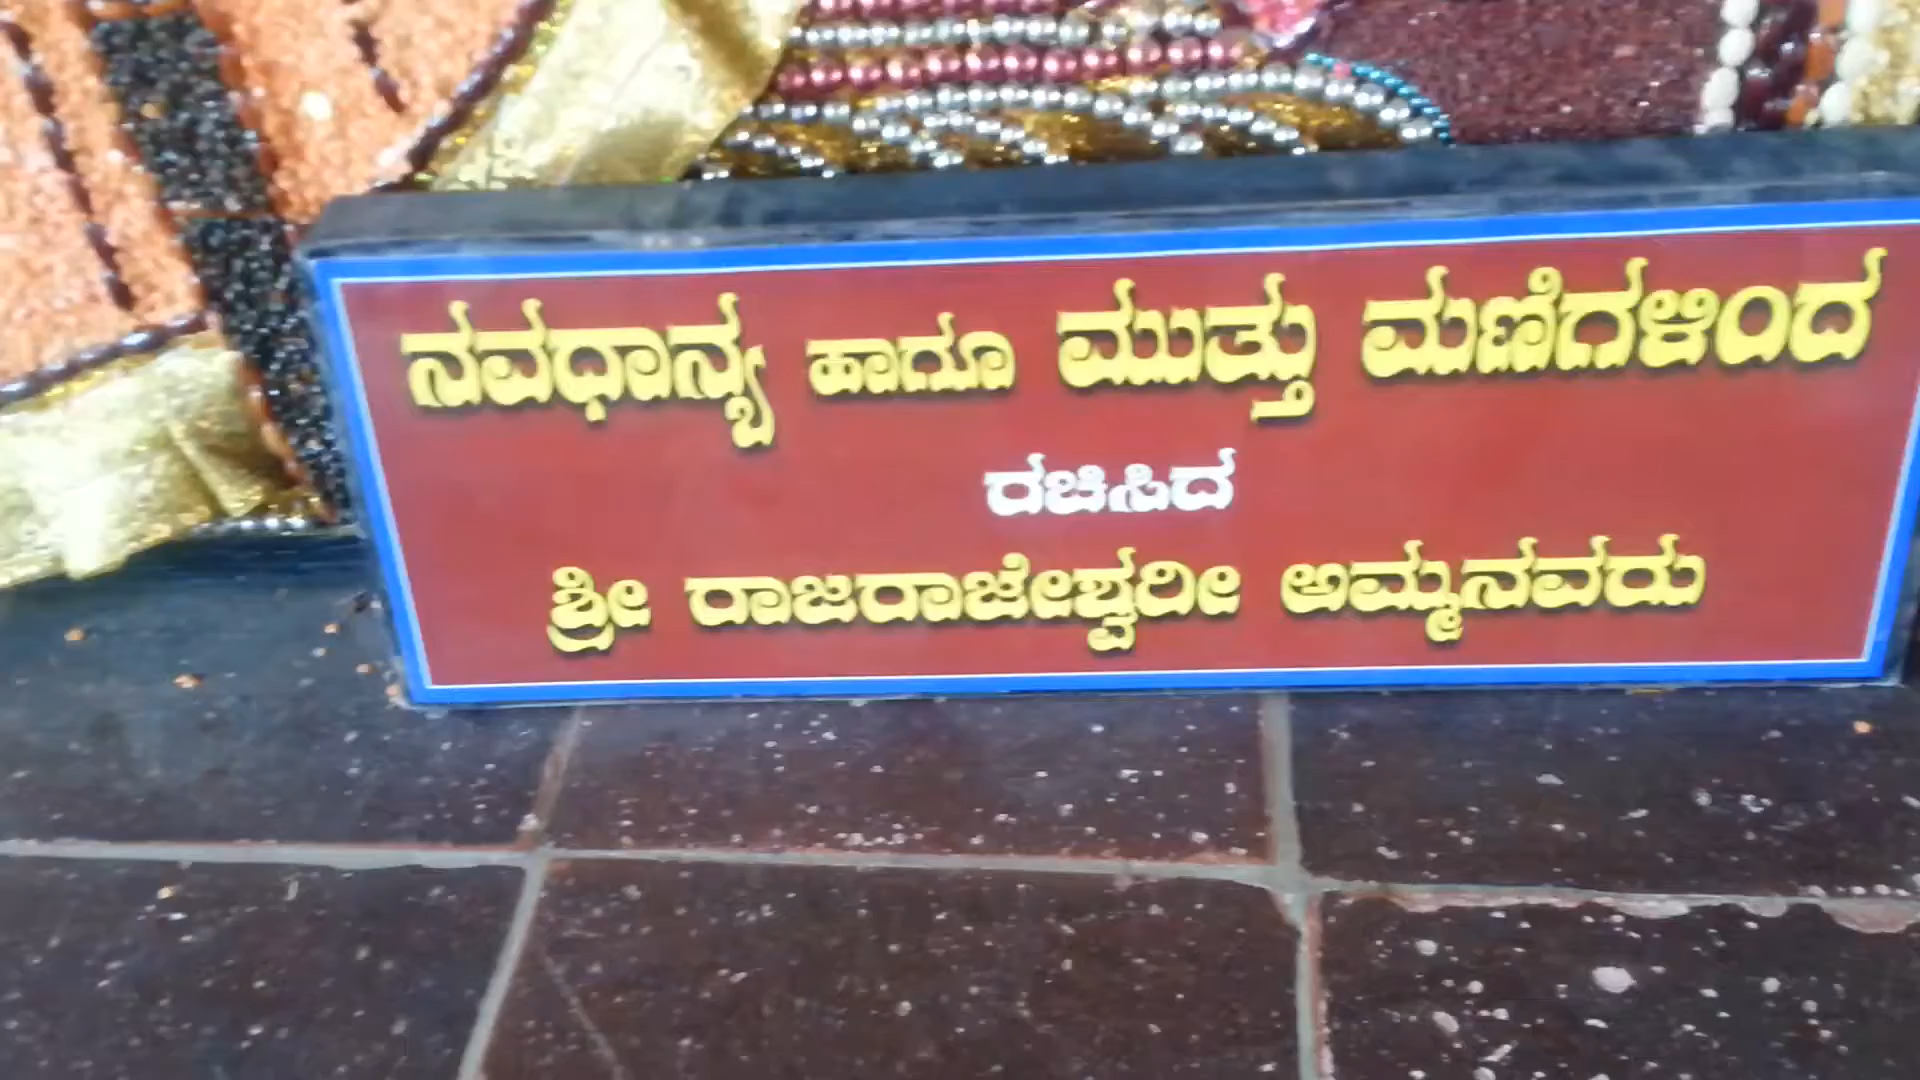 ನವಧಾನ್ಯ ಹಾಗೂ ಮುತ್ತು ಮಣಿಗಳಿಂದ
ರಚಿಸಿದ
ಶ್ರೀ ರಾಜರಾಜೇಶ್ವರೀ ಅಮ್ಮನವರು